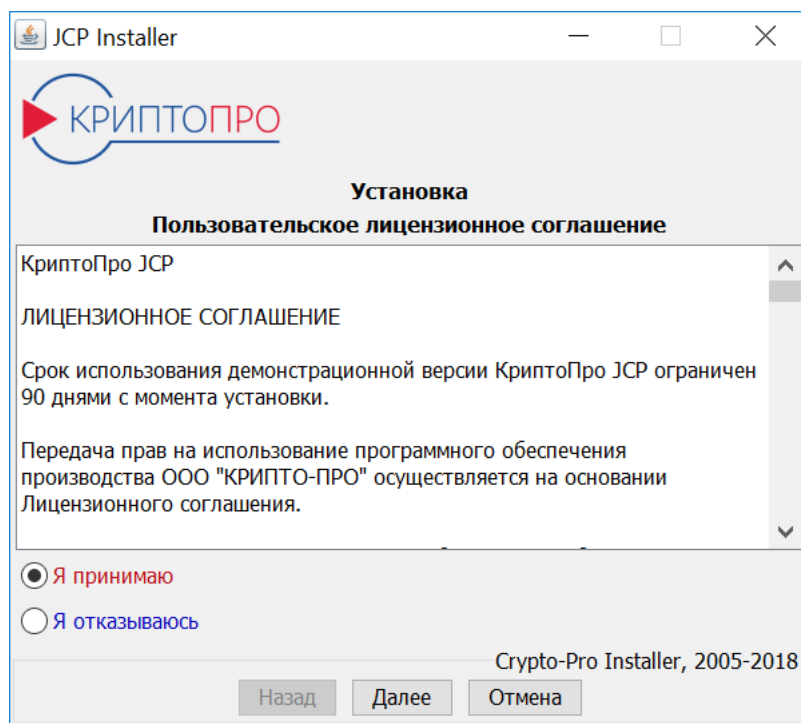 JCP Installer
КРИПТОПРО
Установка
Пользовательское лицензионное соглашение
КриптоПро JCP
ЛИЦЕНЗИОННОЕ СОГЛАШЕНИЕ
Срок использования демонстрационной версии КриптоПро JCP ограничен
90 днями с момента установки.
Передача прав на использование программного обеспечения
производства ООО "КРИПТО-ПРО" осуществляется на основании
Лицензионного соглашения.
Я принимаю
Я отказываюсь
Crypto-Pro Installer, 2005-2018
Назад Далее Отмена